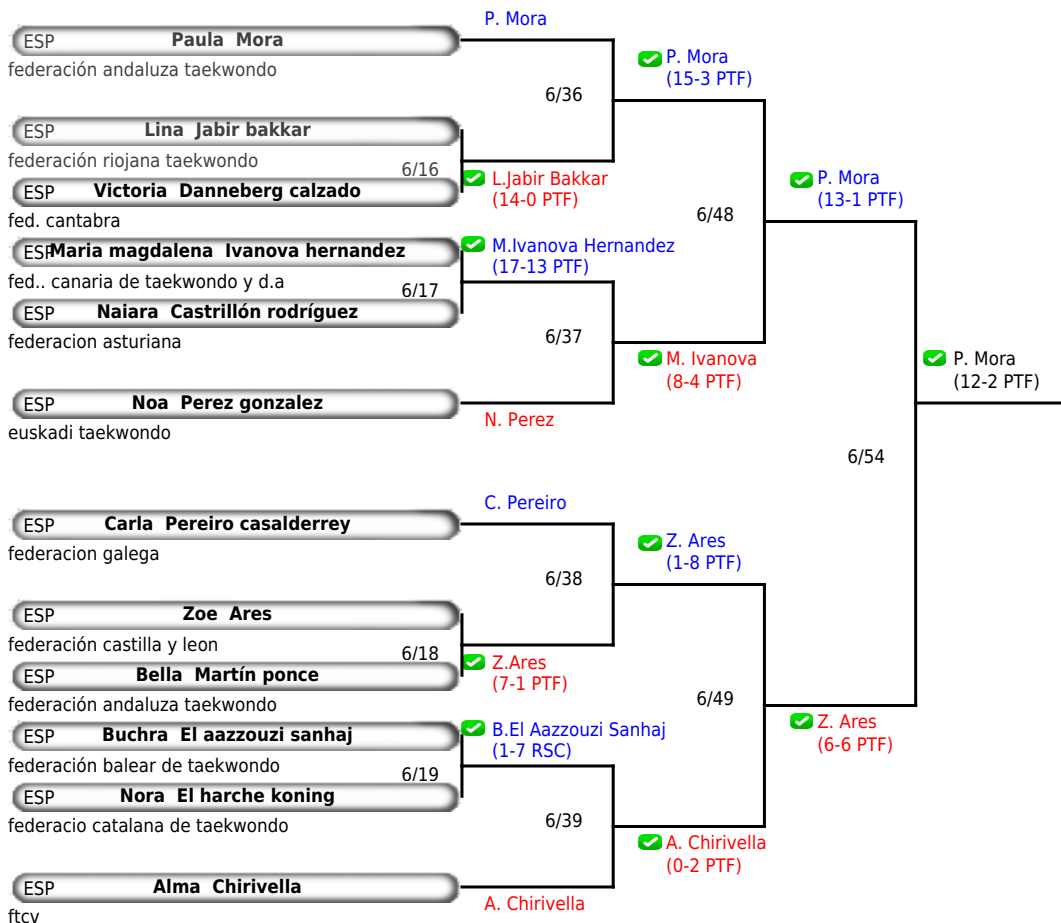 P. Mora
ESP Paula Mora
federación andaluza taekwondo
P. Mora
(15-3 PTF)
6/36
ESP Lina Jabir bakkar
federación riojana taekwondo
6/16
L.Jabir Bakkar
(14-0 PTF)
ESP Victoria Danneberg calzado
fed. cantabra
P. Mora
(13-1 PTF)
6/48
ESP Maria magdalena Ivanova hernandez
fed.. canaria de taekwondo y d.a
M.Ivanova Hernandez
(17-13 PTF)
6/17
ESP Naiara Castrillón rodríguez
federacion asturiana
6/37
M. Ivanova
(8-4 PTF)
P. Mora
(12-2 PTF)
ESP Noa Perez gonzalez
euskadi taekwondo
N. Perez
6/54
C. Pereiro
ESP Carla Pereiro casalderrey
federacion galega
Z. Ares
(1-8 PTF)
6/38
ESP Zoe Ares
federación castilla y leon
6/18
Z.Ares
(7-1 PTF)
ESP Bella Martín ponce
federación andaluza taekwondo
6/49
Z. Ares
(6-6 PTF)
ESP Buchra El aazzouzi sanhaj
federación balear de taekwondo
B.El Aazzouzi Sanhaj
(1-7 RSC)
6/19
ESP Nora El harche koning
federacio catalana de taekwondo
6/39
A. Chirivella
(0-2 PTF)
ESP Alma Chirivella
ftcv
A. Chirivella